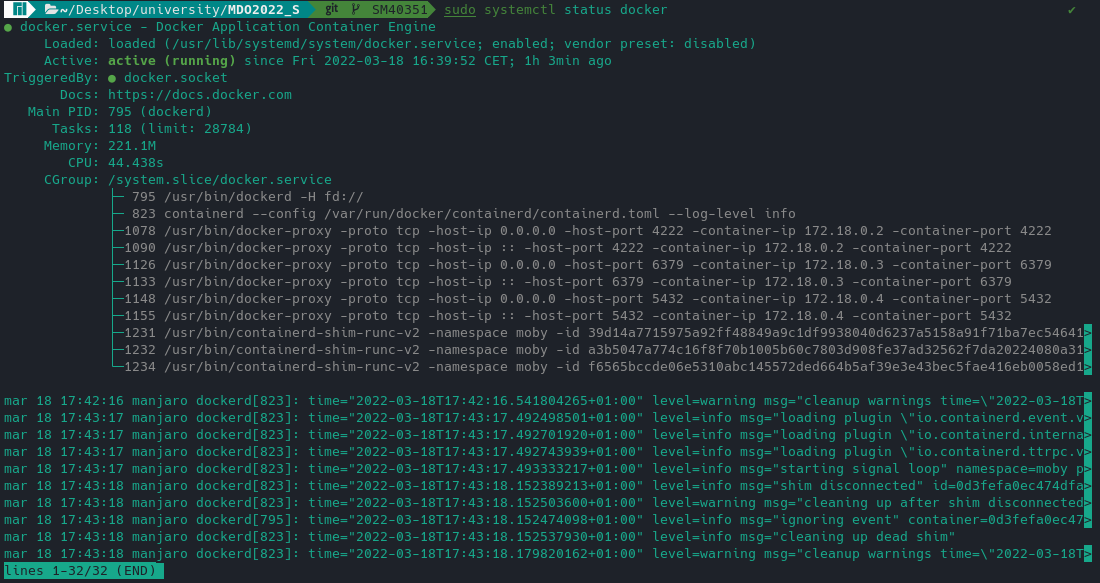 ~/Desktop/university/MDO2022_S git SM40351 sudo systemctl status docker ✔
● docker.service - Docker Application Container Engine
Loaded: loaded (/usr/lib/systemd/system/docker.service; enabled; vendor preset: disabled)
Active: active (running) since Fri 2022-03-18 16:39:52 CET; 1h 3min ago
TriggeredBy: ● docker.socket
Docs: https://docs.docker.com
Main PID: 795 (dockerd)
Tasks: 118 (limit: 28784)
Memory: 221.1M
CPU: 44.438s
CGroup: /system.slice/docker.service
├─ 795 /usr/bin/dockerd -H fd://
├─ 823 containerd --config /var/run/docker/containerd/containerd.toml --log-level info
├─1078 /usr/bin/docker-proxy -proto tcp -host-ip 0.0.0.0 -host-port 4222 -container-ip 172.18.0.2 -container-port 4222
├─1090 /usr/bin/docker-proxy -proto tcp -host-ip :: -host-port 4222 -container-ip 172.18.0.2 -container-port 4222
├─1126 /usr/bin/docker-proxy -proto tcp -host-ip 0.0.0.0 -host-port 6379 -container-ip 172.18.0.3 -container-port 6379
├─1133 /usr/bin/docker-proxy -proto tcp -host-ip :: -host-port 6379 -container-ip 172.18.0.3 -container-port 6379
├─1148 /usr/bin/docker-proxy -proto tcp -host-ip 0.0.0.0 -host-port 5432 -container-ip 172.18.0.4 -container-port 5432
├─1155 /usr/bin/docker-proxy -proto tcp -host-ip :: -host-port 5432 -container-ip 172.18.0.4 -container-port 5432
├─1231 /usr/bin/containerd-shim-runc-v2 -namespace moby -id 39d14a7715975a92ff48849a9c1df9938040d6237a5158a91f71ba7ec54641>
├─1232 /usr/bin/containerd-shim-runc-v2 -namespace moby -id a3b5047a774c16f8f70b1005b60c7803d908fe37ad32562f7da20224080a31>
└─1234 /usr/bin/containerd-shim-runc-v2 -namespace moby -id f6565bccde06e5310abc145572ded664b5af39e3e43bec5fae416eb0058ed1>
mar 18 17:42:16 manjaro dockerd[823]: time="2022-03-18T17:42:16.541804265+01:00" level=warning msg="cleanup warnings time=\"2022-03-18T>
mar 18 17:43:17 manjaro dockerd[823]: time="2022-03-18T17:43:17.492498501+01:00" level=info msg="loading plugin \"io.containerd.event.v>
mar 18 17:43:17 manjaro dockerd[823]: time="2022-03-18T17:43:17.492701920+01:00" level=info msg="loading plugin \"io.containerd.interna>
mar 18 17:43:17 manjaro dockerd[823]: time="2022-03-18T17:43:17.492743939+01:00" level=info msg="loading plugin \"io.containerd.ttrpc.v>
mar 18 17:43:17 manjaro dockerd[823]: time="2022-03-18T17:43:17.493333217+01:00" level=info msg="starting signal loop" namespace=moby p>
mar 18 17:43:18 manjaro dockerd[823]: time="2022-03-18T17:43:18.152389213+01:00" level=info msg="shim disconnected" id=0d3fefa0ec474dfa>
mar 18 17:43:18 manjaro dockerd[823]: time="2022-03-18T17:43:18.152503600+01:00" level=warning msg="cleaning up after shim disconnected>
mar 18 17:43:18 manjaro dockerd[795]: time="2022-03-18T17:43:18.152474098+01:00" level=info msg="ignoring event" container=0d3fefa0ec47>
mar 18 17:43:18 manjaro dockerd[823]: time="2022-03-18T17:43:18.152537930+01:00" level=info msg="cleaning up dead shim"
mar 18 17:43:18 manjaro dockerd[823]: time="2022-03-18T17:43:18.179820162+01:00" level=warning msg="cleanup warnings time=\"2022-03-18T>
lines 1-32/32 (END)